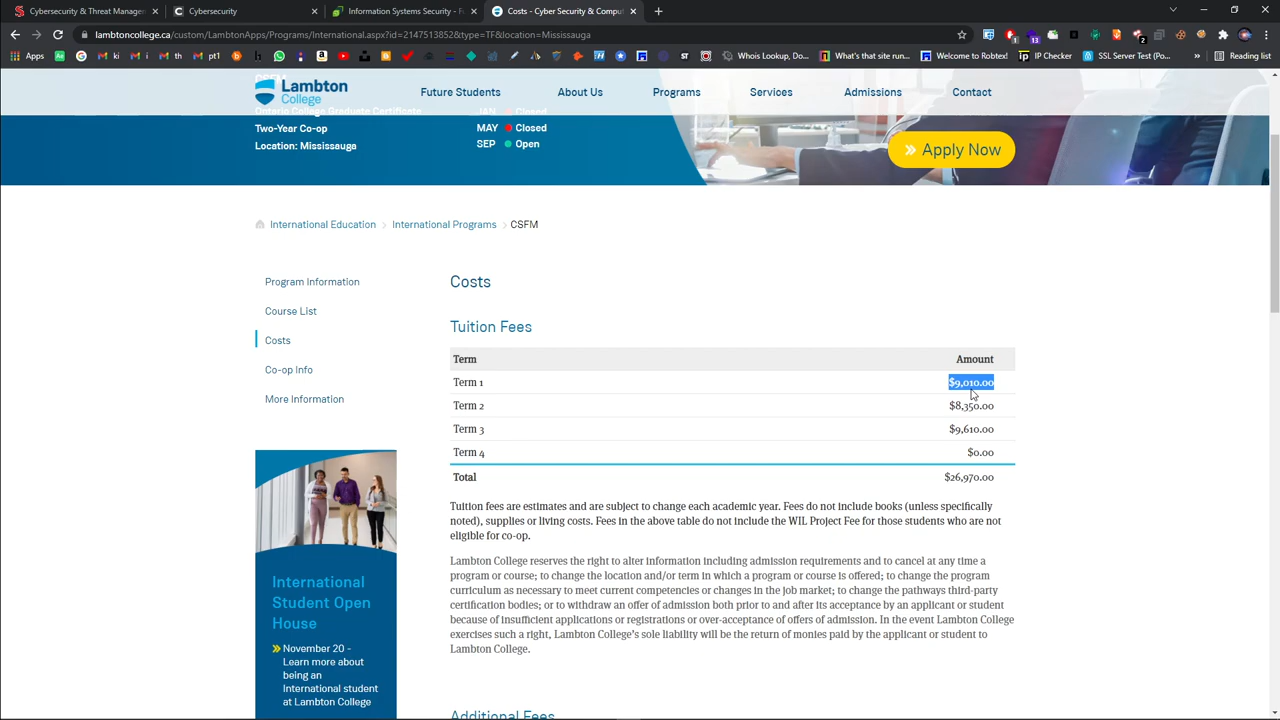 Cybersecurity & Threat Manager
Cybersecurity
Information Systems Security - F
Costs - Cyber Security & Comput
lambtoncollege.ca/custom/LambtonApps/Programs/International.aspx?id=2147513852&type=TF&location=Mississauga
Apps
ki
th
pt1
bh
Whois Lookup, Do...
What's that site run...
Welcome to Robtex!
IP Checker
SSL Server Test (Po...
Reading list
CSFM
Lambton
College
Future Students
About Us
Programs
Services
Admissions
Contact
Ontario College Graduate Certificate
Two-Year Co-op
Location: Mississauga
JAN Closed
MAY Closed
SEP Open
Apply Now
International Education
International Programs
CSFM
Program Information
Course List
Costs
Co-op Info
More Information
Costs
Tuition Fees
Term Amount
Term 1 $9,010.00
Term 2 $8,350.00
Term 3 $9,610.00
Term 4 $0.00
Total $26,970.00
Tuition fees are estimates and are subject to change each academic year. Fees do not include books (unless specifically
noted), supplies or living costs. Fees in the above table do not include the WIL Project Fee for those students who are not
eligible for co-op.
Lambton College reserves the right to alter information including admission requirements and to cancel at any time a
program or course; to change the location and/or term in which a program or course is offered; to change the program
curriculum as necessary to meet current competencies or changes in the job market; to change the pathways third-party
certification bodies; or to withdraw an offer of admission both prior to and after its acceptance by an applicant or student
because of insufficient applications or registrations or over-acceptance of offers of admission. In the event Lambton College
exercises such a right, Lambton College's sole liability will be the return of monies paid by the applicant or student to
Lambton College.
International
Student Open
House
November 20 -
Learn more about
being an
International student
at Lambton College
Additional Fees